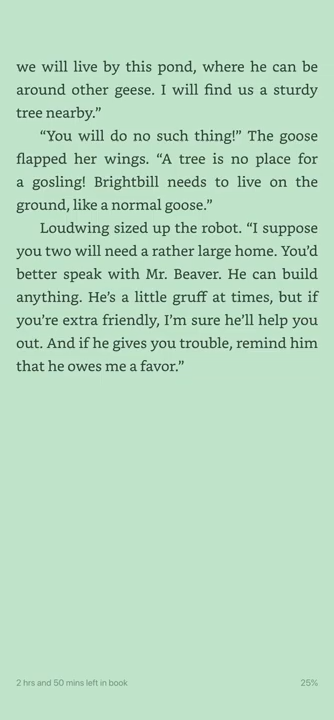 we will live by this pond, where he can be
around other geese. I will find us a sturdy
tree nearby.”
“You will do no such thing!” The goose
flapped her wings. “A tree is no place for
a gosling! Brightbill needs to live on the
ground, like a normal goose.”
Loudwing sized up the robot. “I suppose
you two will need a rather large home. You’d
better speak with Mr. Beaver. He can build
anything. He’s a little gruff at times, but if
you’re extra friendly, I’m sure he’ll help you
out. And if he gives you trouble, remind him
that he owes me a favor.”
2 hrs and 50 mins left in book
25%